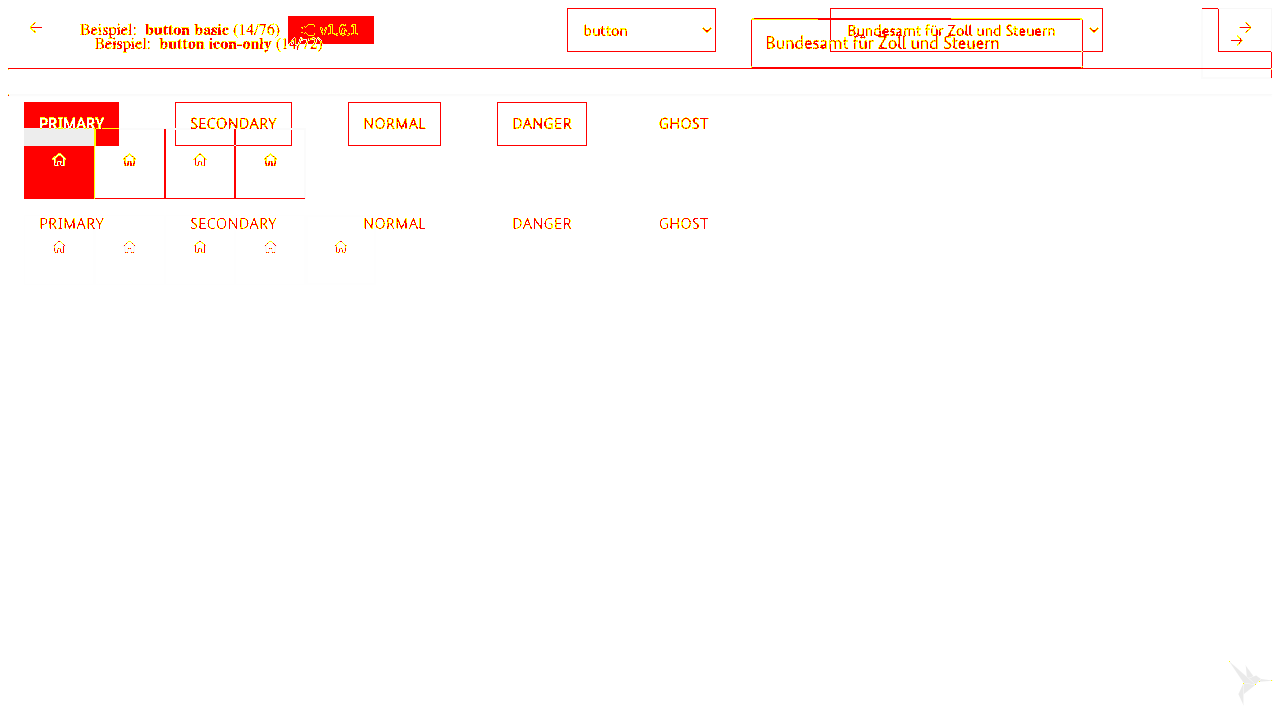 Beispiel: button basic (14/76) v1.6.1 button Bundesamt für Zoll und Steuern
Beispiel: button icon-only (14/72) Bundesamt für Zoll und Steuern
PRIMARY SECONDARY NORMAL DANGER GHOST
PRIMARY SECONDARY NORMAL DANGER GHOST